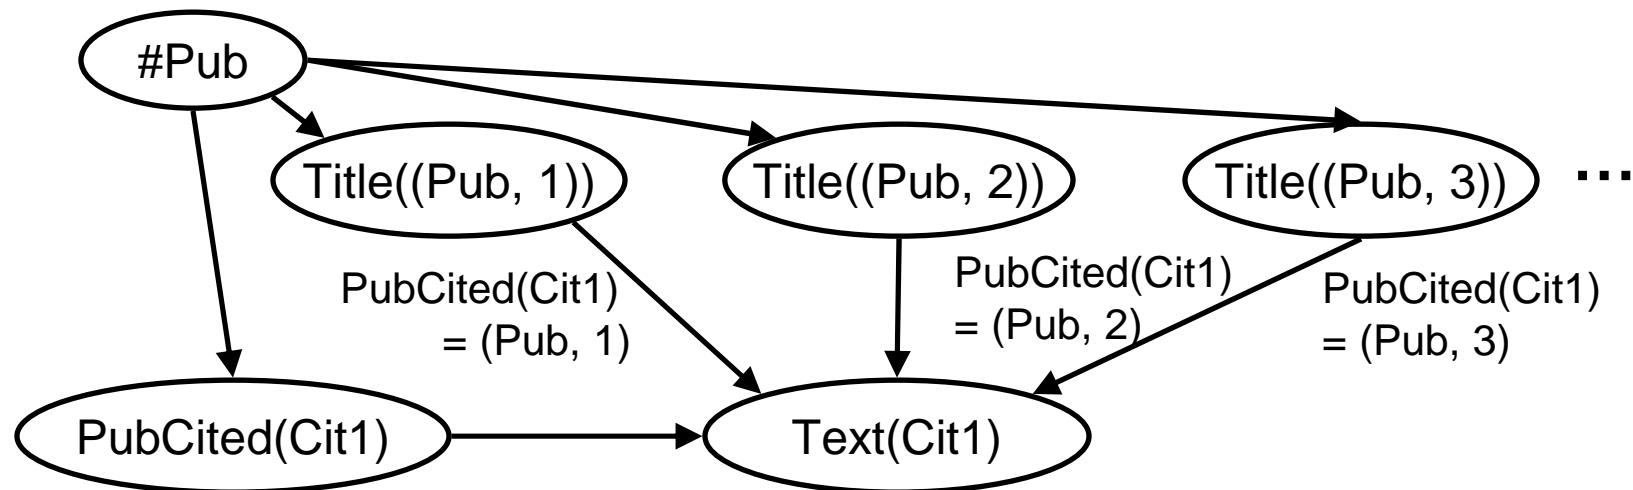 #Pub
Title((Pub, 1))
Title((Pub, 2))
Title((Pub, 3))
...
PubCited(Cit1)
= (Pub, 1)
PubCited(Cit1)
= (Pub, 2)
PubCited(Cit1)
= (Pub, 3)
PubCited(Cit1)
Text(Cit1)